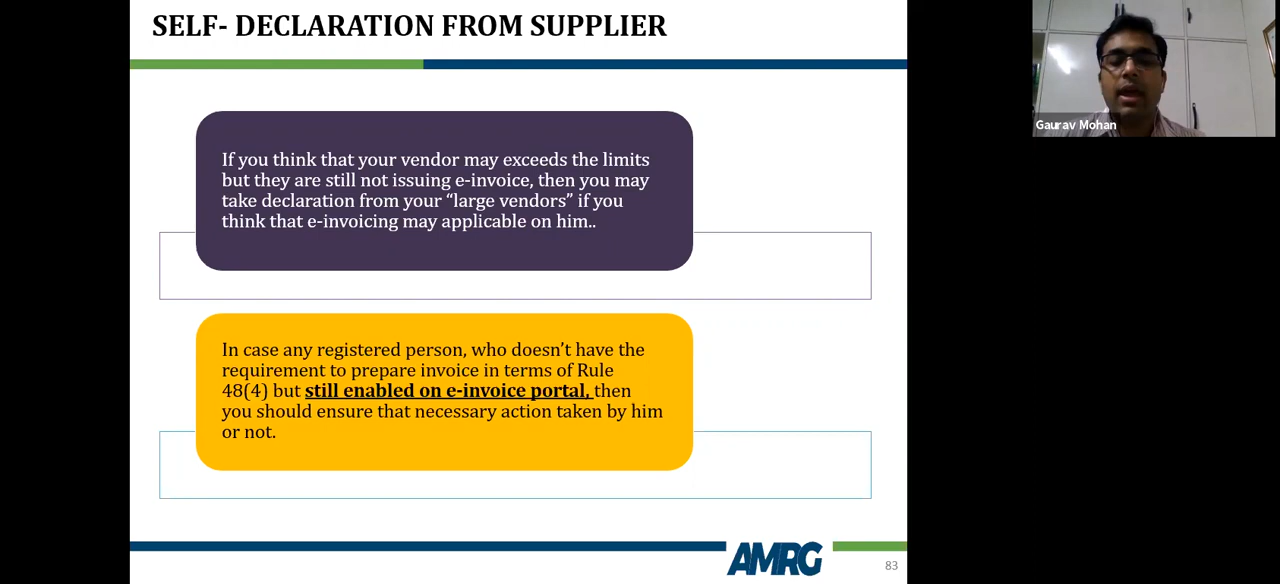 SELF- DECLARATION FROM SUPPLIER
Gaurav Mohan
If you think that your vendor may exceeds the limits
but they are still not issuing e-invoice, then you may
take declaration from your “large vendors” if you
think that e-invoicing may applicable on him..
In case any registered person, who doesn’t have the
requirement to prepare invoice in terms of Rule
48(4) but still enabled on e-invoice portal, then
you should ensure that necessary action taken by him
or not.
AMRG
83